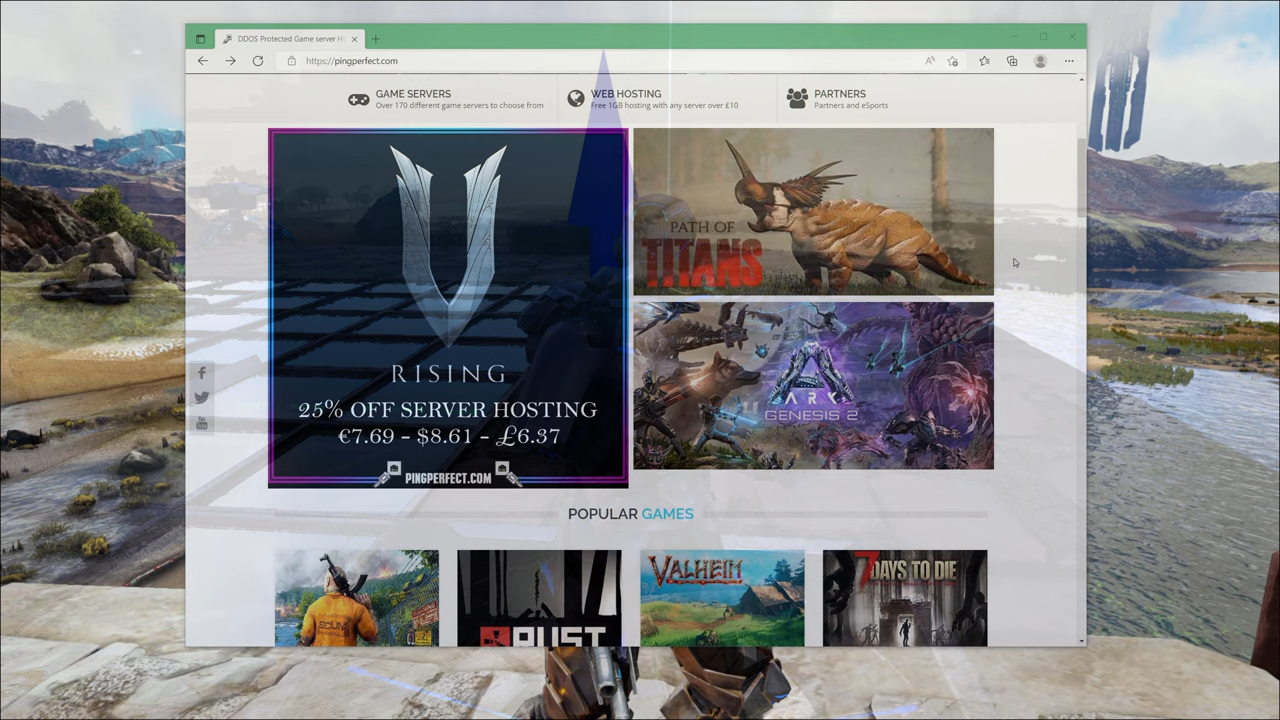 DDOS Protected Game server H
https://pingperfect.com
GAME SERVERS
Over 170 different game servers to choose from
WEB HOSTING
Free 1GB hosting with any server over £10
PARTNERS
Partners and eSports
PATH OF
TITANS
RISING
25% OFF SERVER HOSTING
€7.69 - $8.61 - £6.37
PINGPERFECT.COM
ARK
GENESIS 2
POPULAR GAMES
SCUM
RUST
VALHEIM
7 DAYS TO DIE